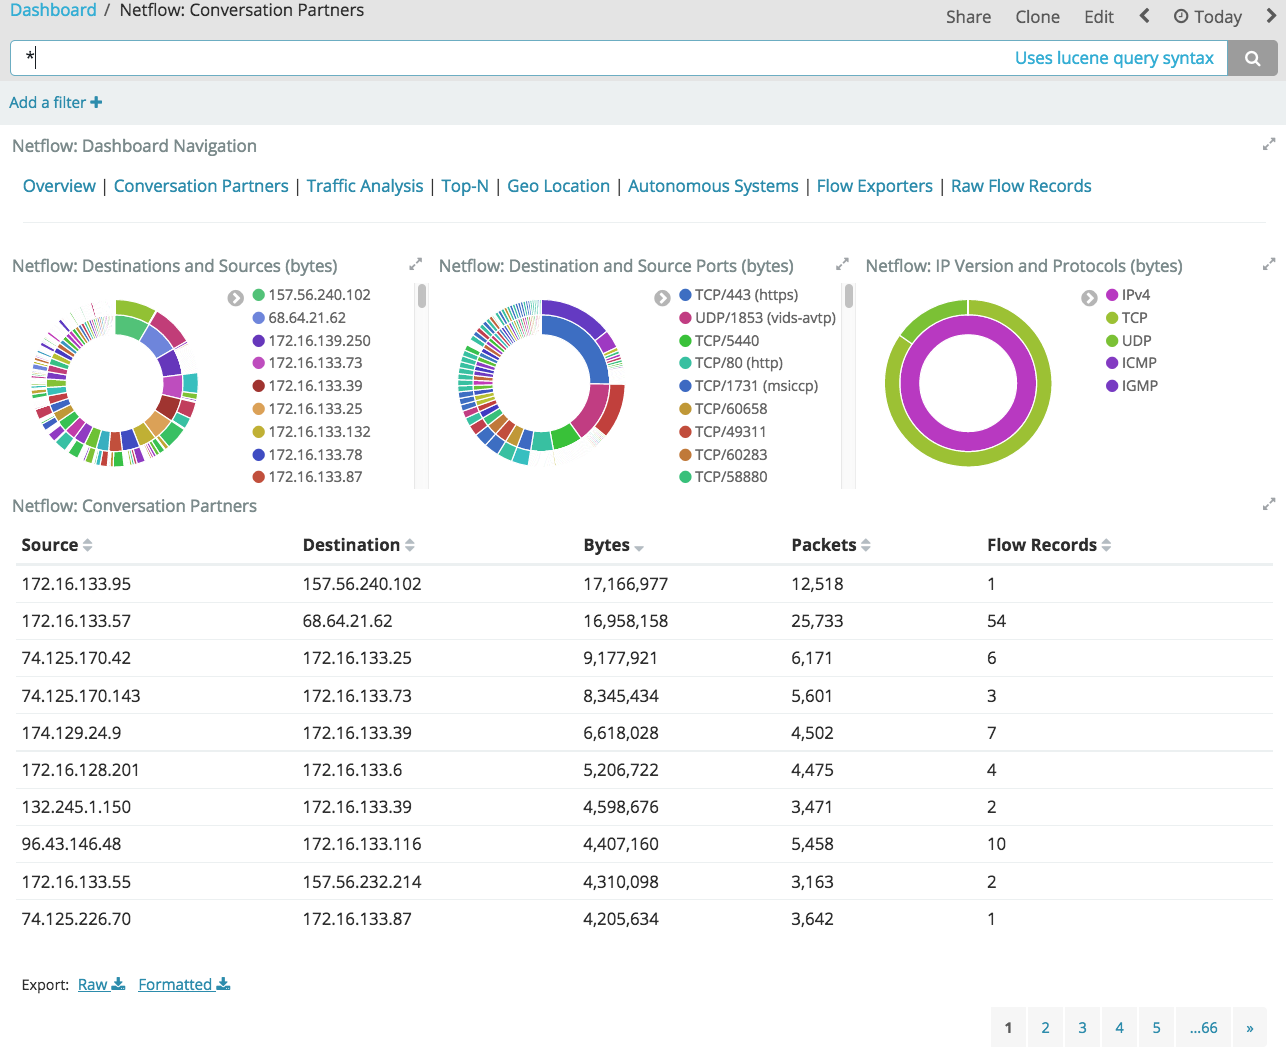 Dashboard / Netflow: Conversation Partners
Share Clone Edit Today
* Uses lucene query syntax
Add a filter
Netflow: Dashboard Navigation
Overview | Conversation Partners | Traffic Analysis | Top-N | Geo Location | Autonomous Systems | Flow Exporters | Raw Flow Records
Netflow: Destinations and Sources (bytes)
157.56.240.102
68.64.21.62
172.16.139.250
172.16.133.73
172.16.133.39
172.16.133.25
172.16.133.132
172.16.133.78
172.16.133.87
Netflow: Destination and Source Ports (bytes)
TCP/443 (https)
UDP/1853 (vids-avtp)
TCP/5440
TCP/80 (http)
TCP/1731 (msiccp)
TCP/60658
TCP/49311
TCP/60283
TCP/58880
Netflow: IP Version and Protocols (bytes)
IPv4
TCP
UDP
ICMP
IGMP
Netflow: Conversation Partners
Source Destination Bytes Packets Flow Records
172.16.133.95 157.56.240.102 17,166,977 12,518 1
172.16.133.57 68.64.21.62 16,958,158 25,733 54
74.125.170.42 172.16.133.25 9,177,921 6,171 6
74.125.170.143 172.16.133.73 8,345,434 5,601 3
174.129.24.9 172.16.133.39 6,618,028 4,502 7
172.16.128.201 172.16.133.6 5,206,722 4,475 4
132.245.1.150 172.16.133.39 4,598,676 3,471 2
96.43.146.48 172.16.133.116 4,407,160 5,458 10
172.16.133.55 157.56.232.214 4,310,098 3,163 2
74.125.226.70 172.16.133.87 4,205,634 3,642 1
Export: Raw Formatted
1 2 3 4 5 ...66 »